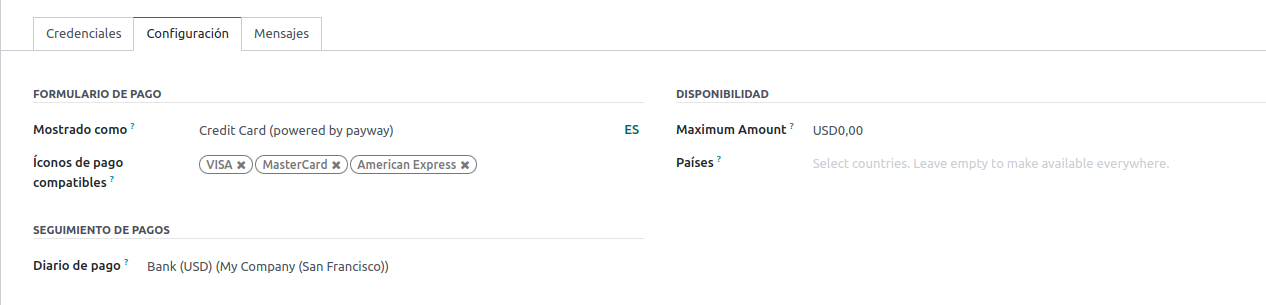 Credenciales
Configuración
Mensajes
FORMULARIO DE PAGO
Mostrado como ?
Credit Card (powered by payway)
ES
Íconos de pago compatibles ?
VISA ✖ MasterCard ✖ American Express ✖
SEGUIMIENTO DE PAGOS
Diario de pago ?
Bank (USD) (My Company (San Francisco))
DISPONIBILIDAD
Maximum Amount ?
USD0,00
Países ?
Select countries. Leave empty to make available everywhere.